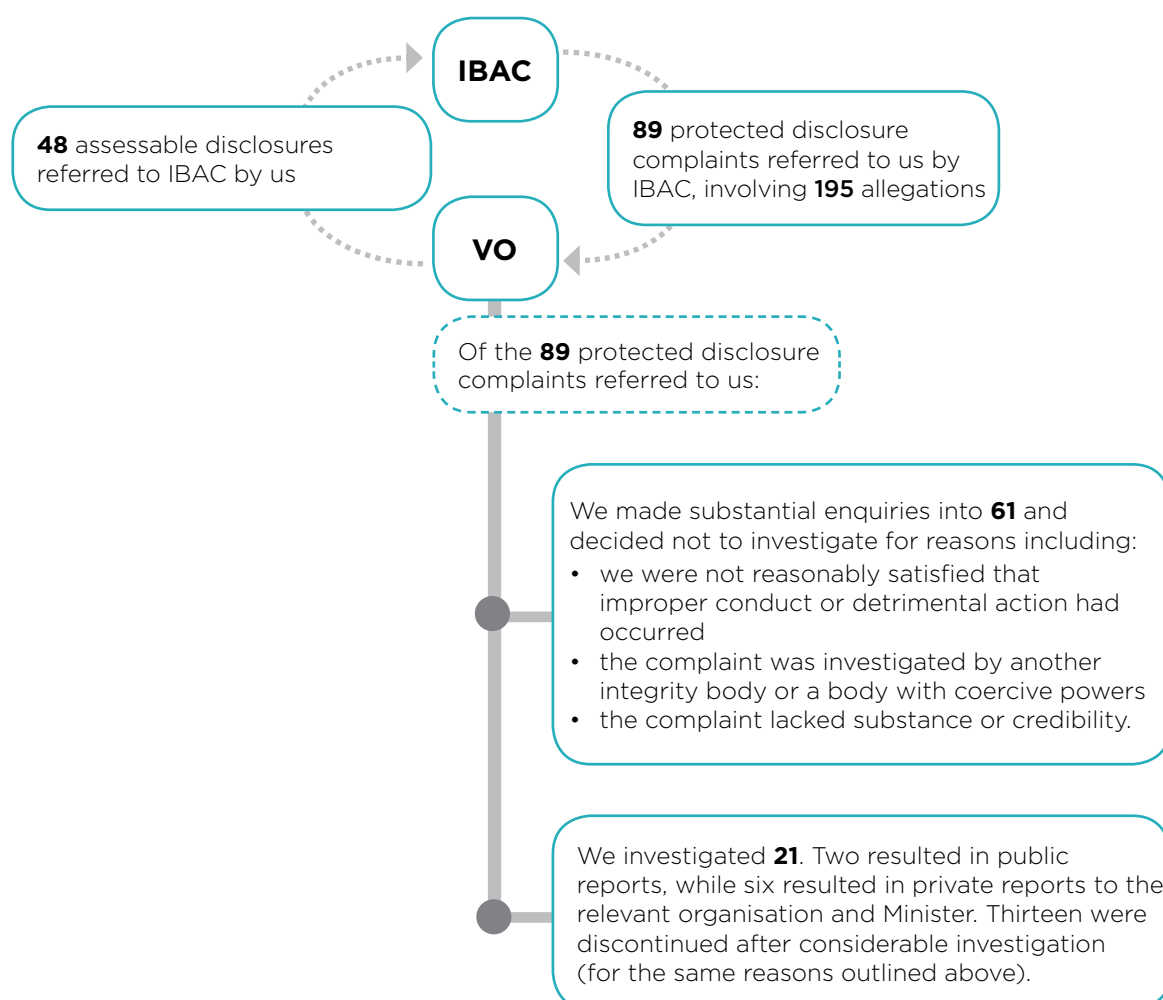 IBAC
48 assessable disclosures
referred to IBAC by us
89 protected disclosure
complaints referred to us by
IBAC, involving 195 allegations
VO
Of the 89 protected disclosure
complaints referred to us:
We made substantial enquiries into 61 and
decided not to investigate for reasons including:
• we were not reasonably satisfied that
improper conduct or detrimental action had
occurred
• the complaint was investigated by another
integrity body or a body with coercive powers
• the complaint lacked substance or credibility.
We investigated 21. Two resulted in public
reports, while six resulted in private reports to the
relevant organisation and Minister. Thirteen were
discontinued after considerable investigation
(for the same reasons outlined above).